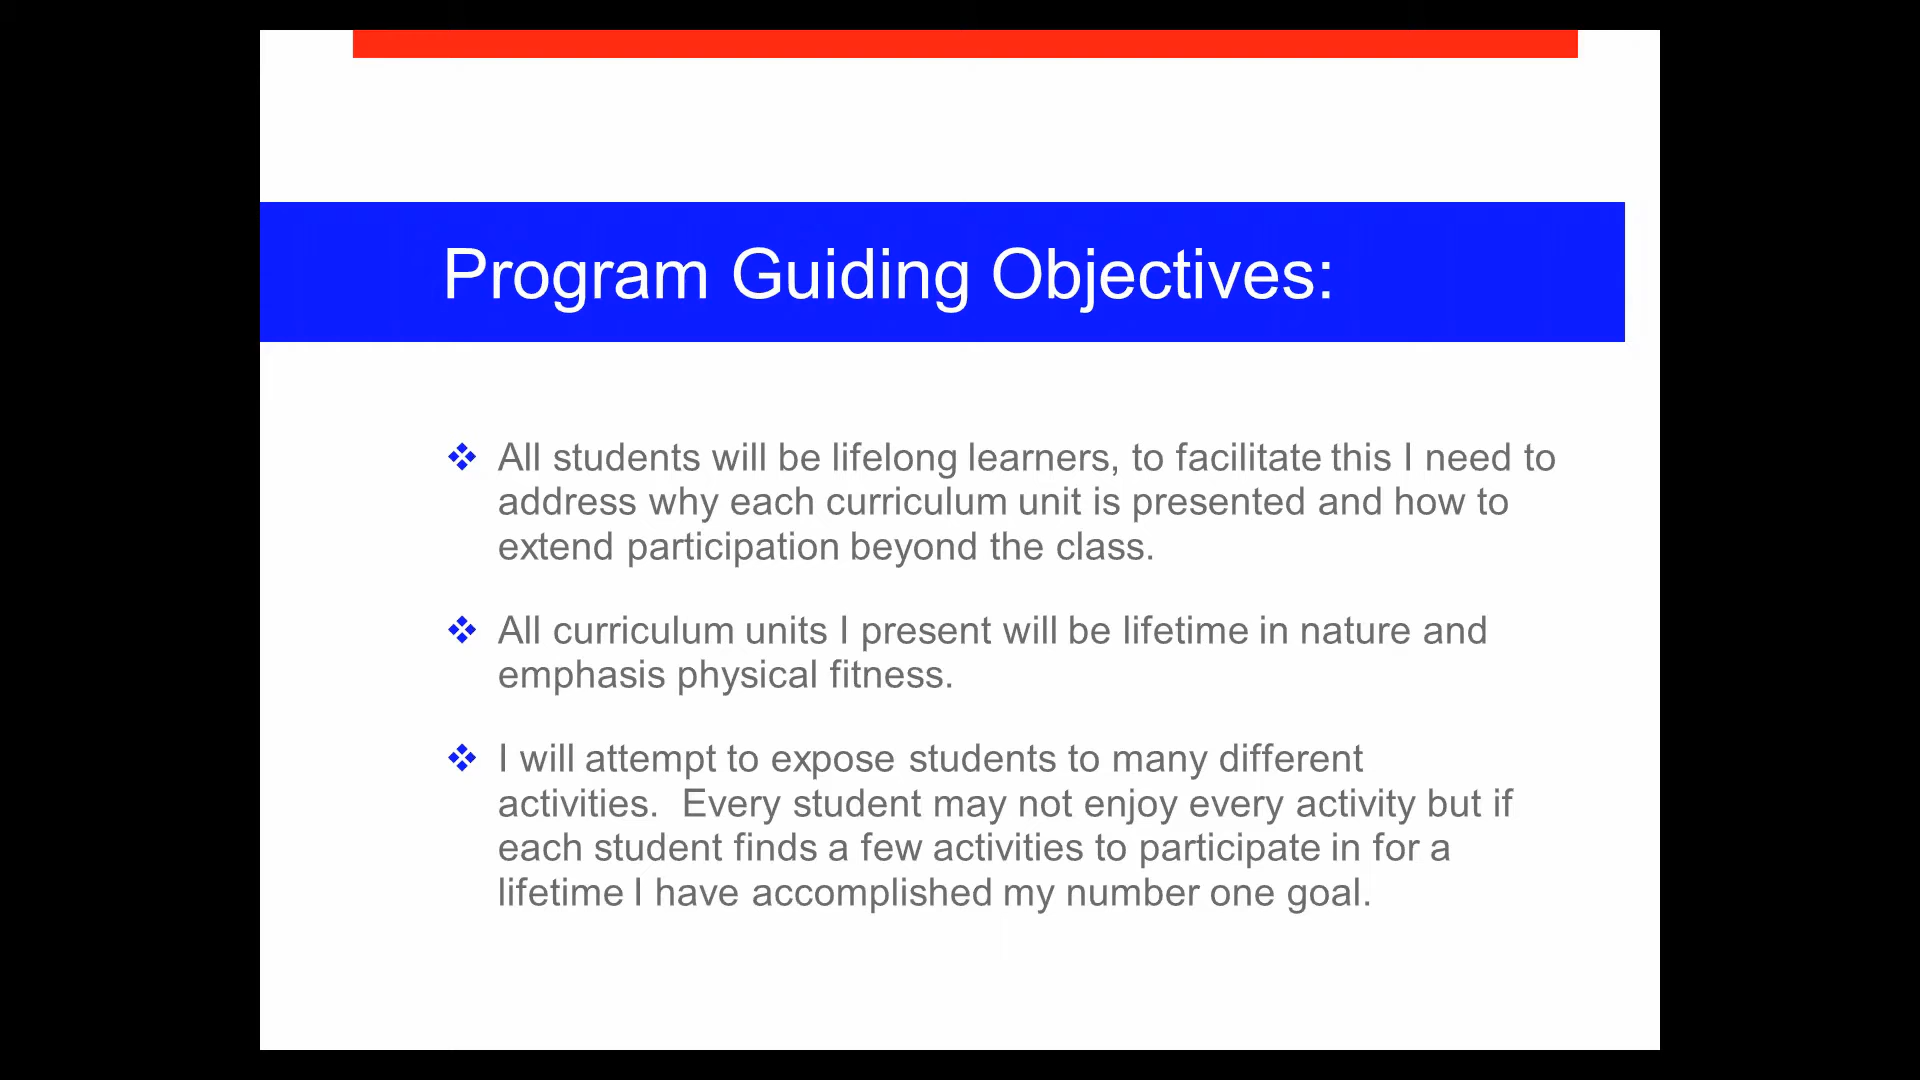 Program Guiding Objectives:
All students will be lifelong learners, to facilitate this I need to
address why each curriculum unit is presented and how to
extend participation beyond the class.
All curriculum units I present will be lifetime in nature and
emphasis physical fitness.
I will attempt to expose students to many different
activities.  Every student may not enjoy every activity but if
each student finds a few activities to participate in for a
lifetime I have accomplished my number one goal.